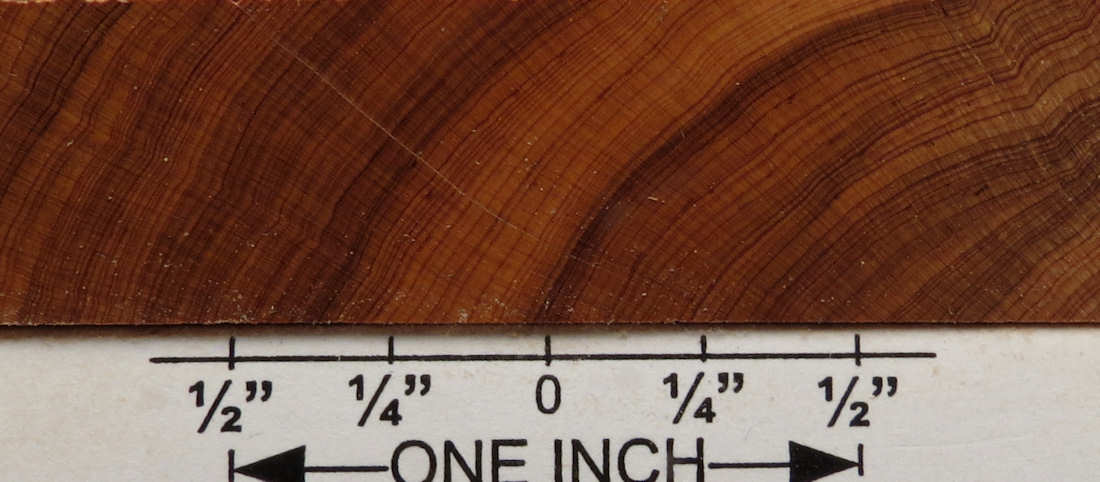 ½” ¼” 0 ¼” ½”
ONE INCH